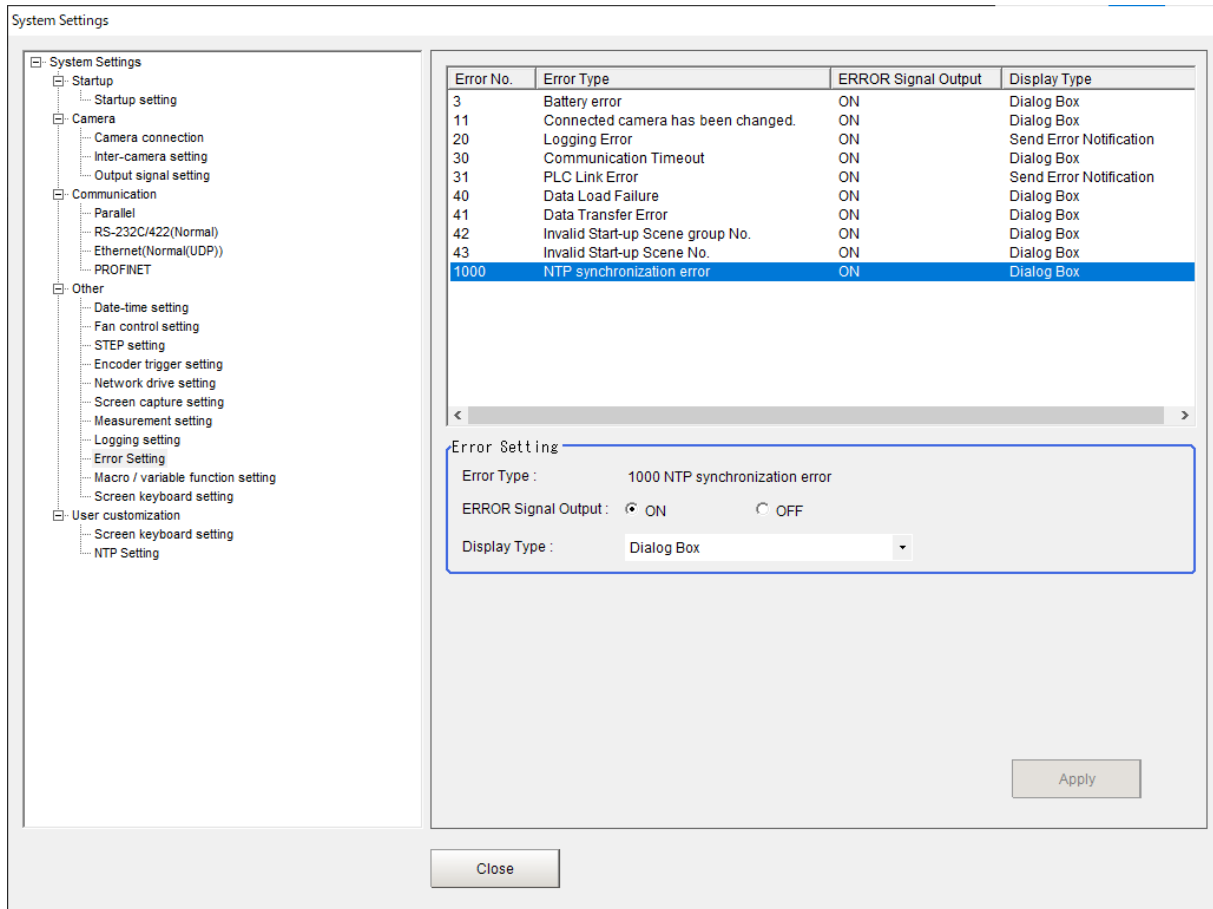 System Settings
System Settings
Startup
Startup setting
Camera
Camera connection
Inter-camera setting
Output signal setting
Communication
Parallel
RS-232C/422(Normal)
Ethernet(Normal(UDP))
PROFINET
Other
Date-time setting
Fan control setting
STEP setting
Encoder trigger setting
Network drive setting
Screen capture setting
Measurement setting
Logging setting
Error Setting
Macro / variable function setting
Screen keyboard setting
User customization
Screen keyboard setting
NTP Setting
Error No. Error Type ERROR Signal Output Display Type
3 Battery error ON Dialog Box
11 Connected camera has been changed. ON Dialog Box
20 Logging Error ON Send Error Notification
30 Communication Timeout ON Dialog Box
31 PLC Link Error ON Send Error Notification
40 Data Load Failure ON Dialog Box
41 Data Transfer Error ON Dialog Box
42 Invalid Start-up Scene group No. ON Dialog Box
43 Invalid Start-up Scene No. ON Dialog Box
1000 NTP synchronization error ON Dialog Box
Error Setting
Error Type : 1000 NTP synchronization error
ERROR Signal Output : ON OFF
Display Type : Dialog Box
Apply
Close